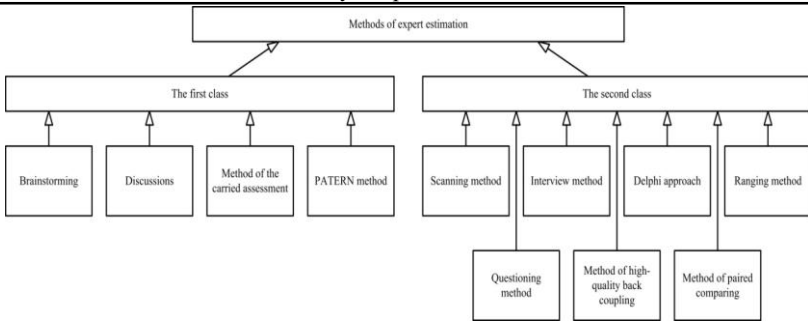 Methods of expert estimation
The first class
The second class
Brainstorming
Discussions
Method of the
carried assessment
PATERN method
Scanning method
Interview method
Delphi approach
Ranging method
Questioning
method
Method of high-
quality back
coupling
Method of paired
comparing